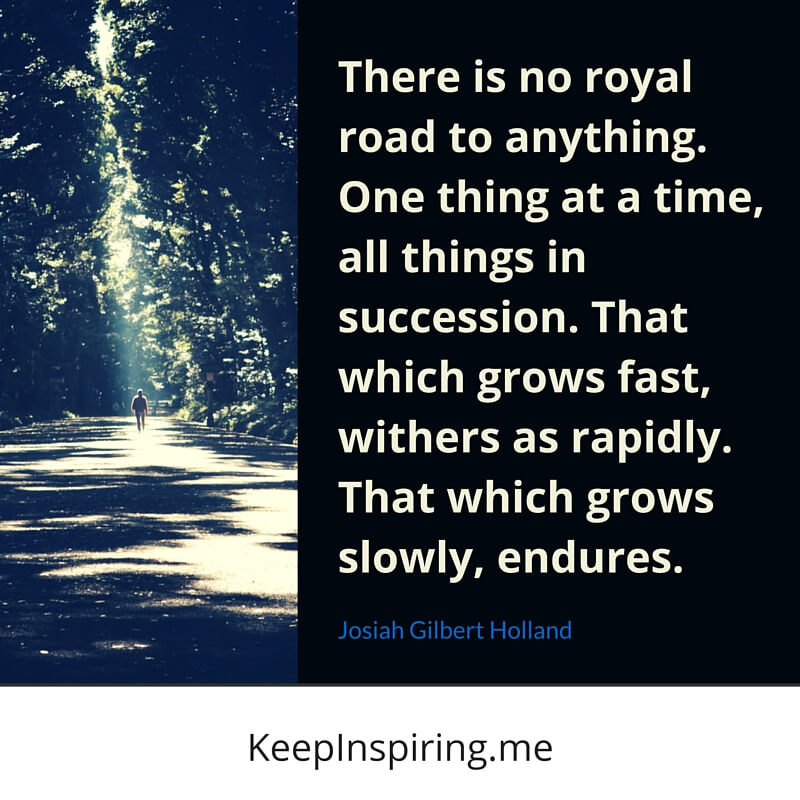 There is no royal
road to anything.
One thing at a time,
all things in
succession. That
which grows fast,
withers as rapidly.
That which grows
slowly, endures.
Josiah Gilbert Holland
KeepInspiring.me